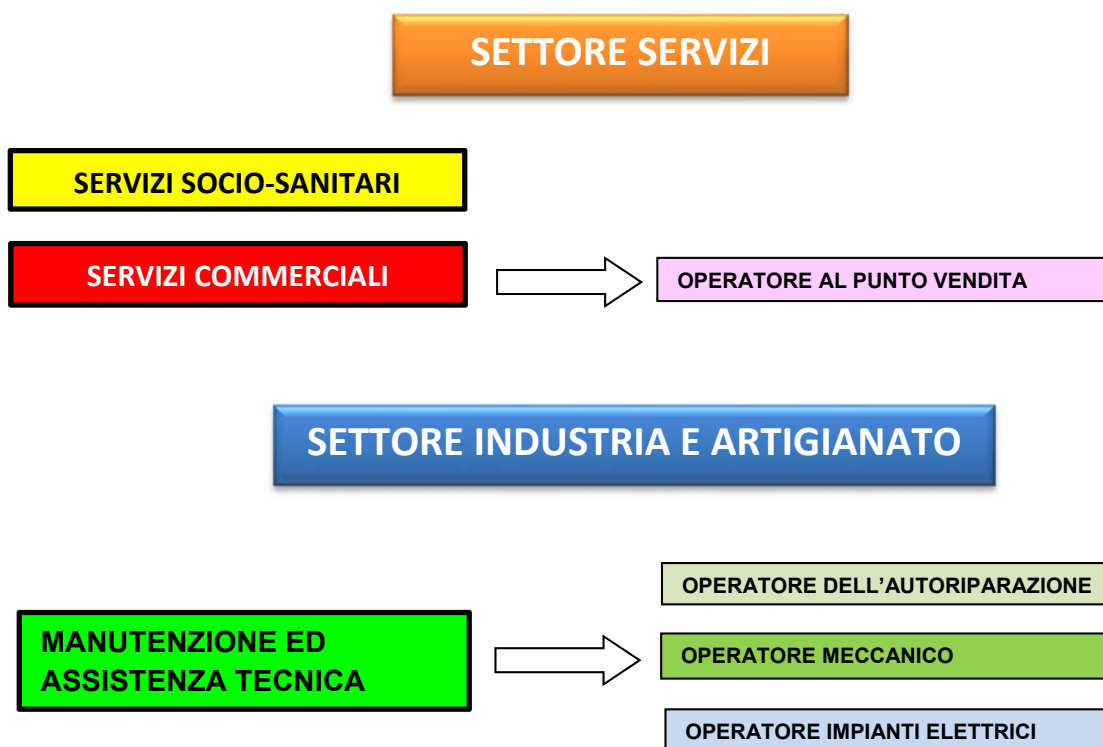 SETTORE SERVIZI
SERVIZI SOCIO-SANITARI
SERVIZI COMMERCIALI
OPERATORE AL PUNTO VENDITA
SETTORE INDUSTRIA E ARTIGIANATO
OPERATORE DELL’AUTORIPARAZIONE
MANUTENZIONE ED
ASSISTENZA TECNICA
OPERATORE MECCANICO
OPERATORE IMPIANTI ELETTRICI